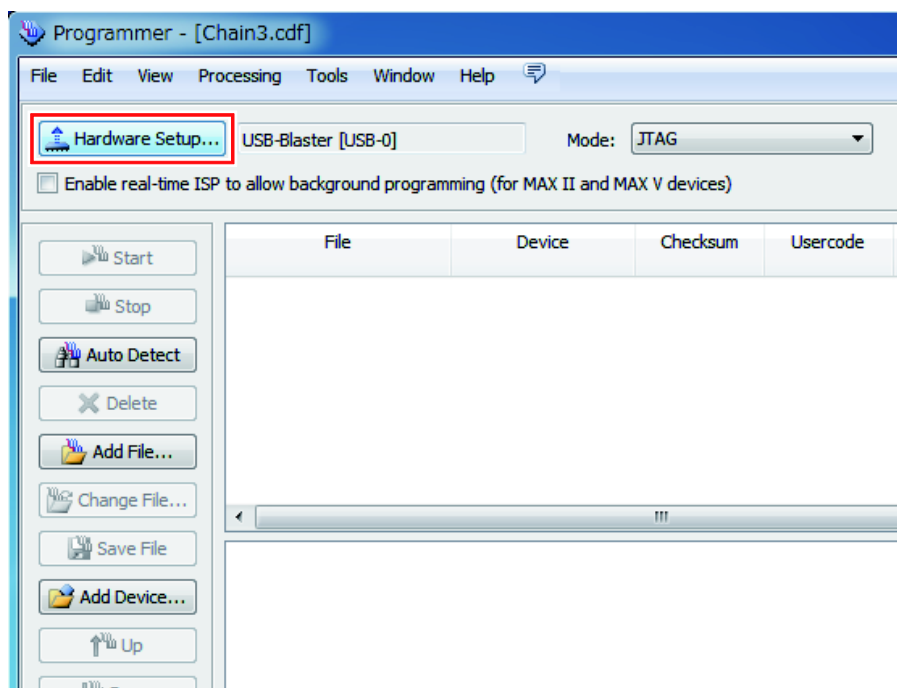 Programmer - [Chain3.cdf]
File Edit View Processing Tools Window Help
Hardware Setup... USB-Blaster [USB-0] Mode: JTAG
Enable real-time ISP to allow background programming (for MAX II and MAX V devices)
File Device Checksum Usercode
Start
Stop
Auto Detect
Delete
Add File...
Change File...
Save File
Add Device...
Up